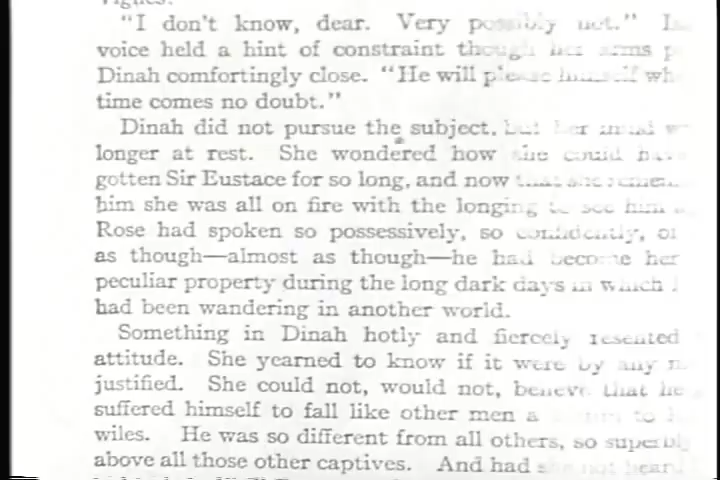 "I don't know, dear. Very possibly not."
voice held a hint of constraint though her arms
Dinah comfortingly close. "He will please himself
time comes no doubt."
Dinah did not pursue the subject, but her mind
longer at rest. She wondered how she could
gotten Sir Eustace for so long, and now that she
him she was all on fire with the longing to see him
Rose had spoken so possessively, so confidently,
as though—almost as though—he had become her
peculiar property during the long dark days in which
had been wandering in another world.
Something in Dinah hotly and fiercely resented
attitude. She yearned to know if it were by any
justified. She could not, would not, believe that he
suffered himself to fall like other men a
wiles. He was so different from all others, so superbly
above all those other captives. And had she not